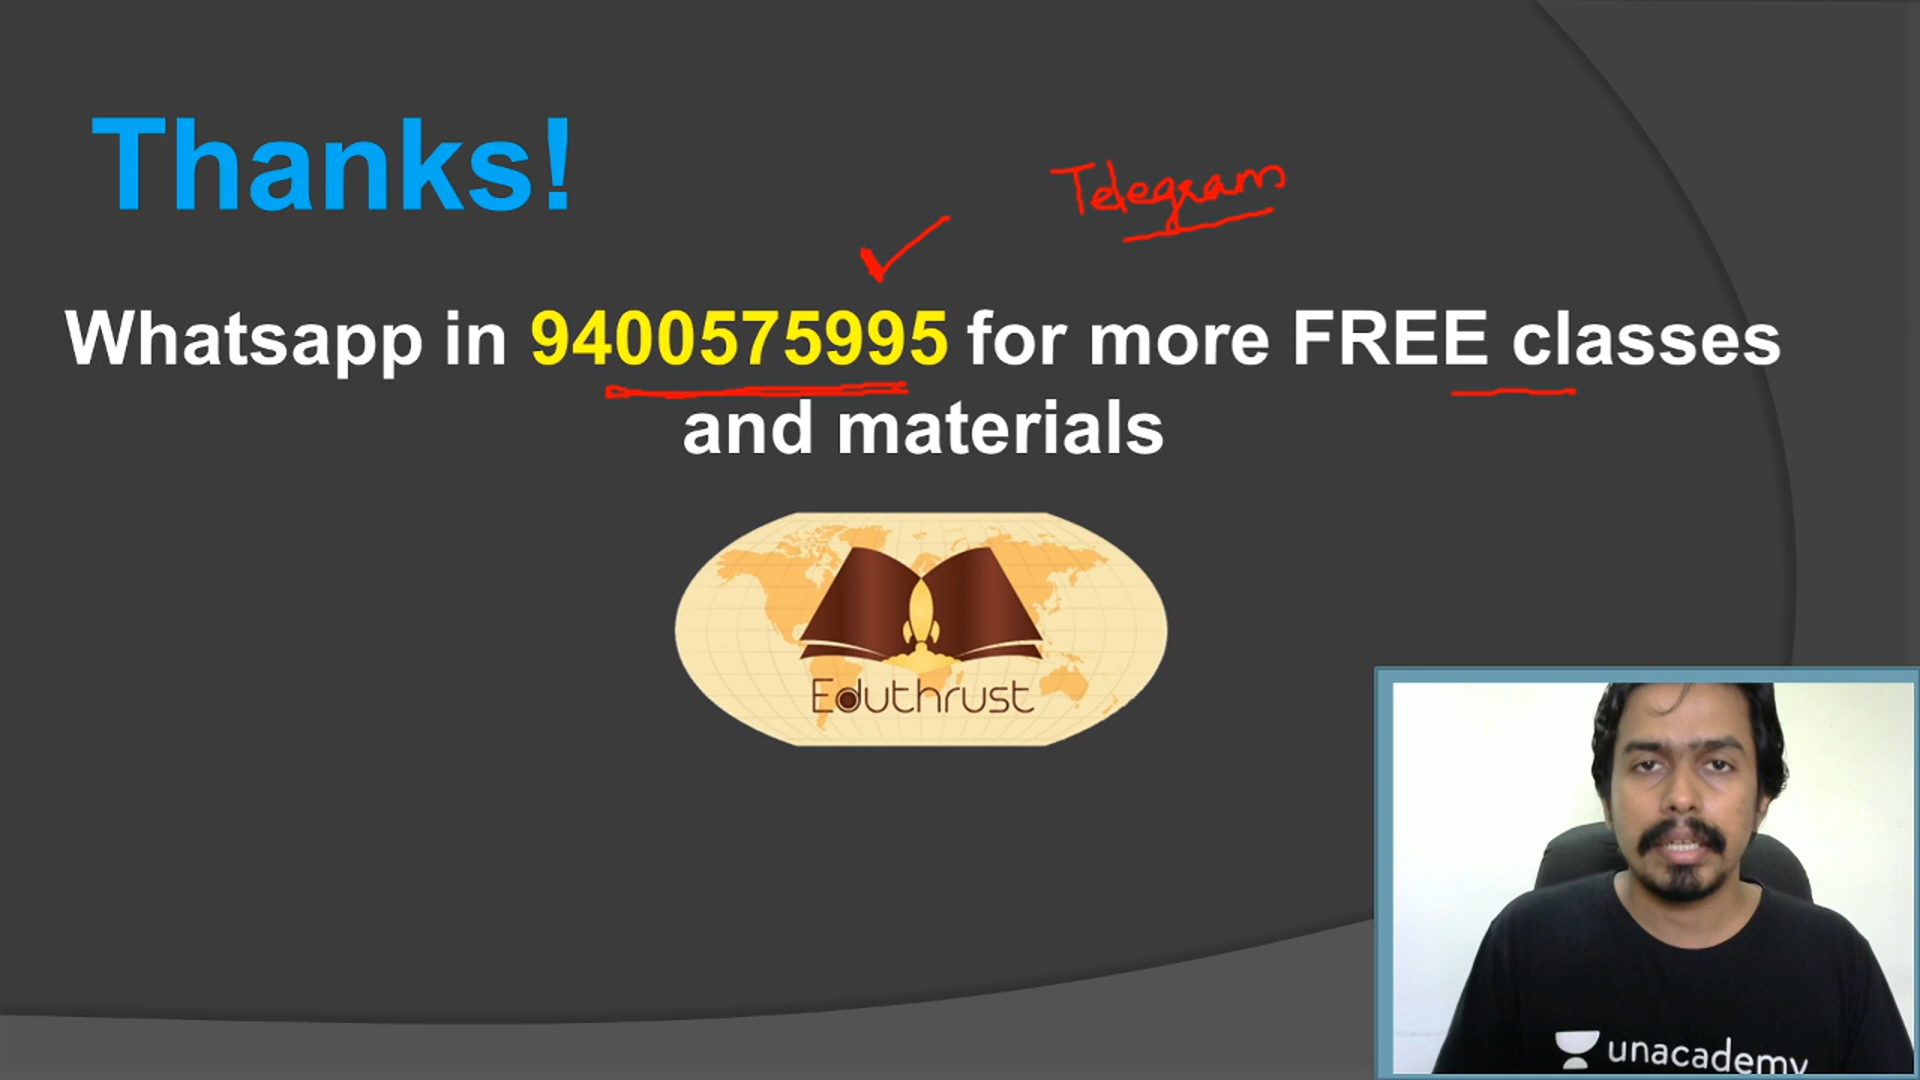 Thanks!
Telegram
Whatsapp in 9400575995 for more FREE classes
and materials
Eduthrust
unacademy